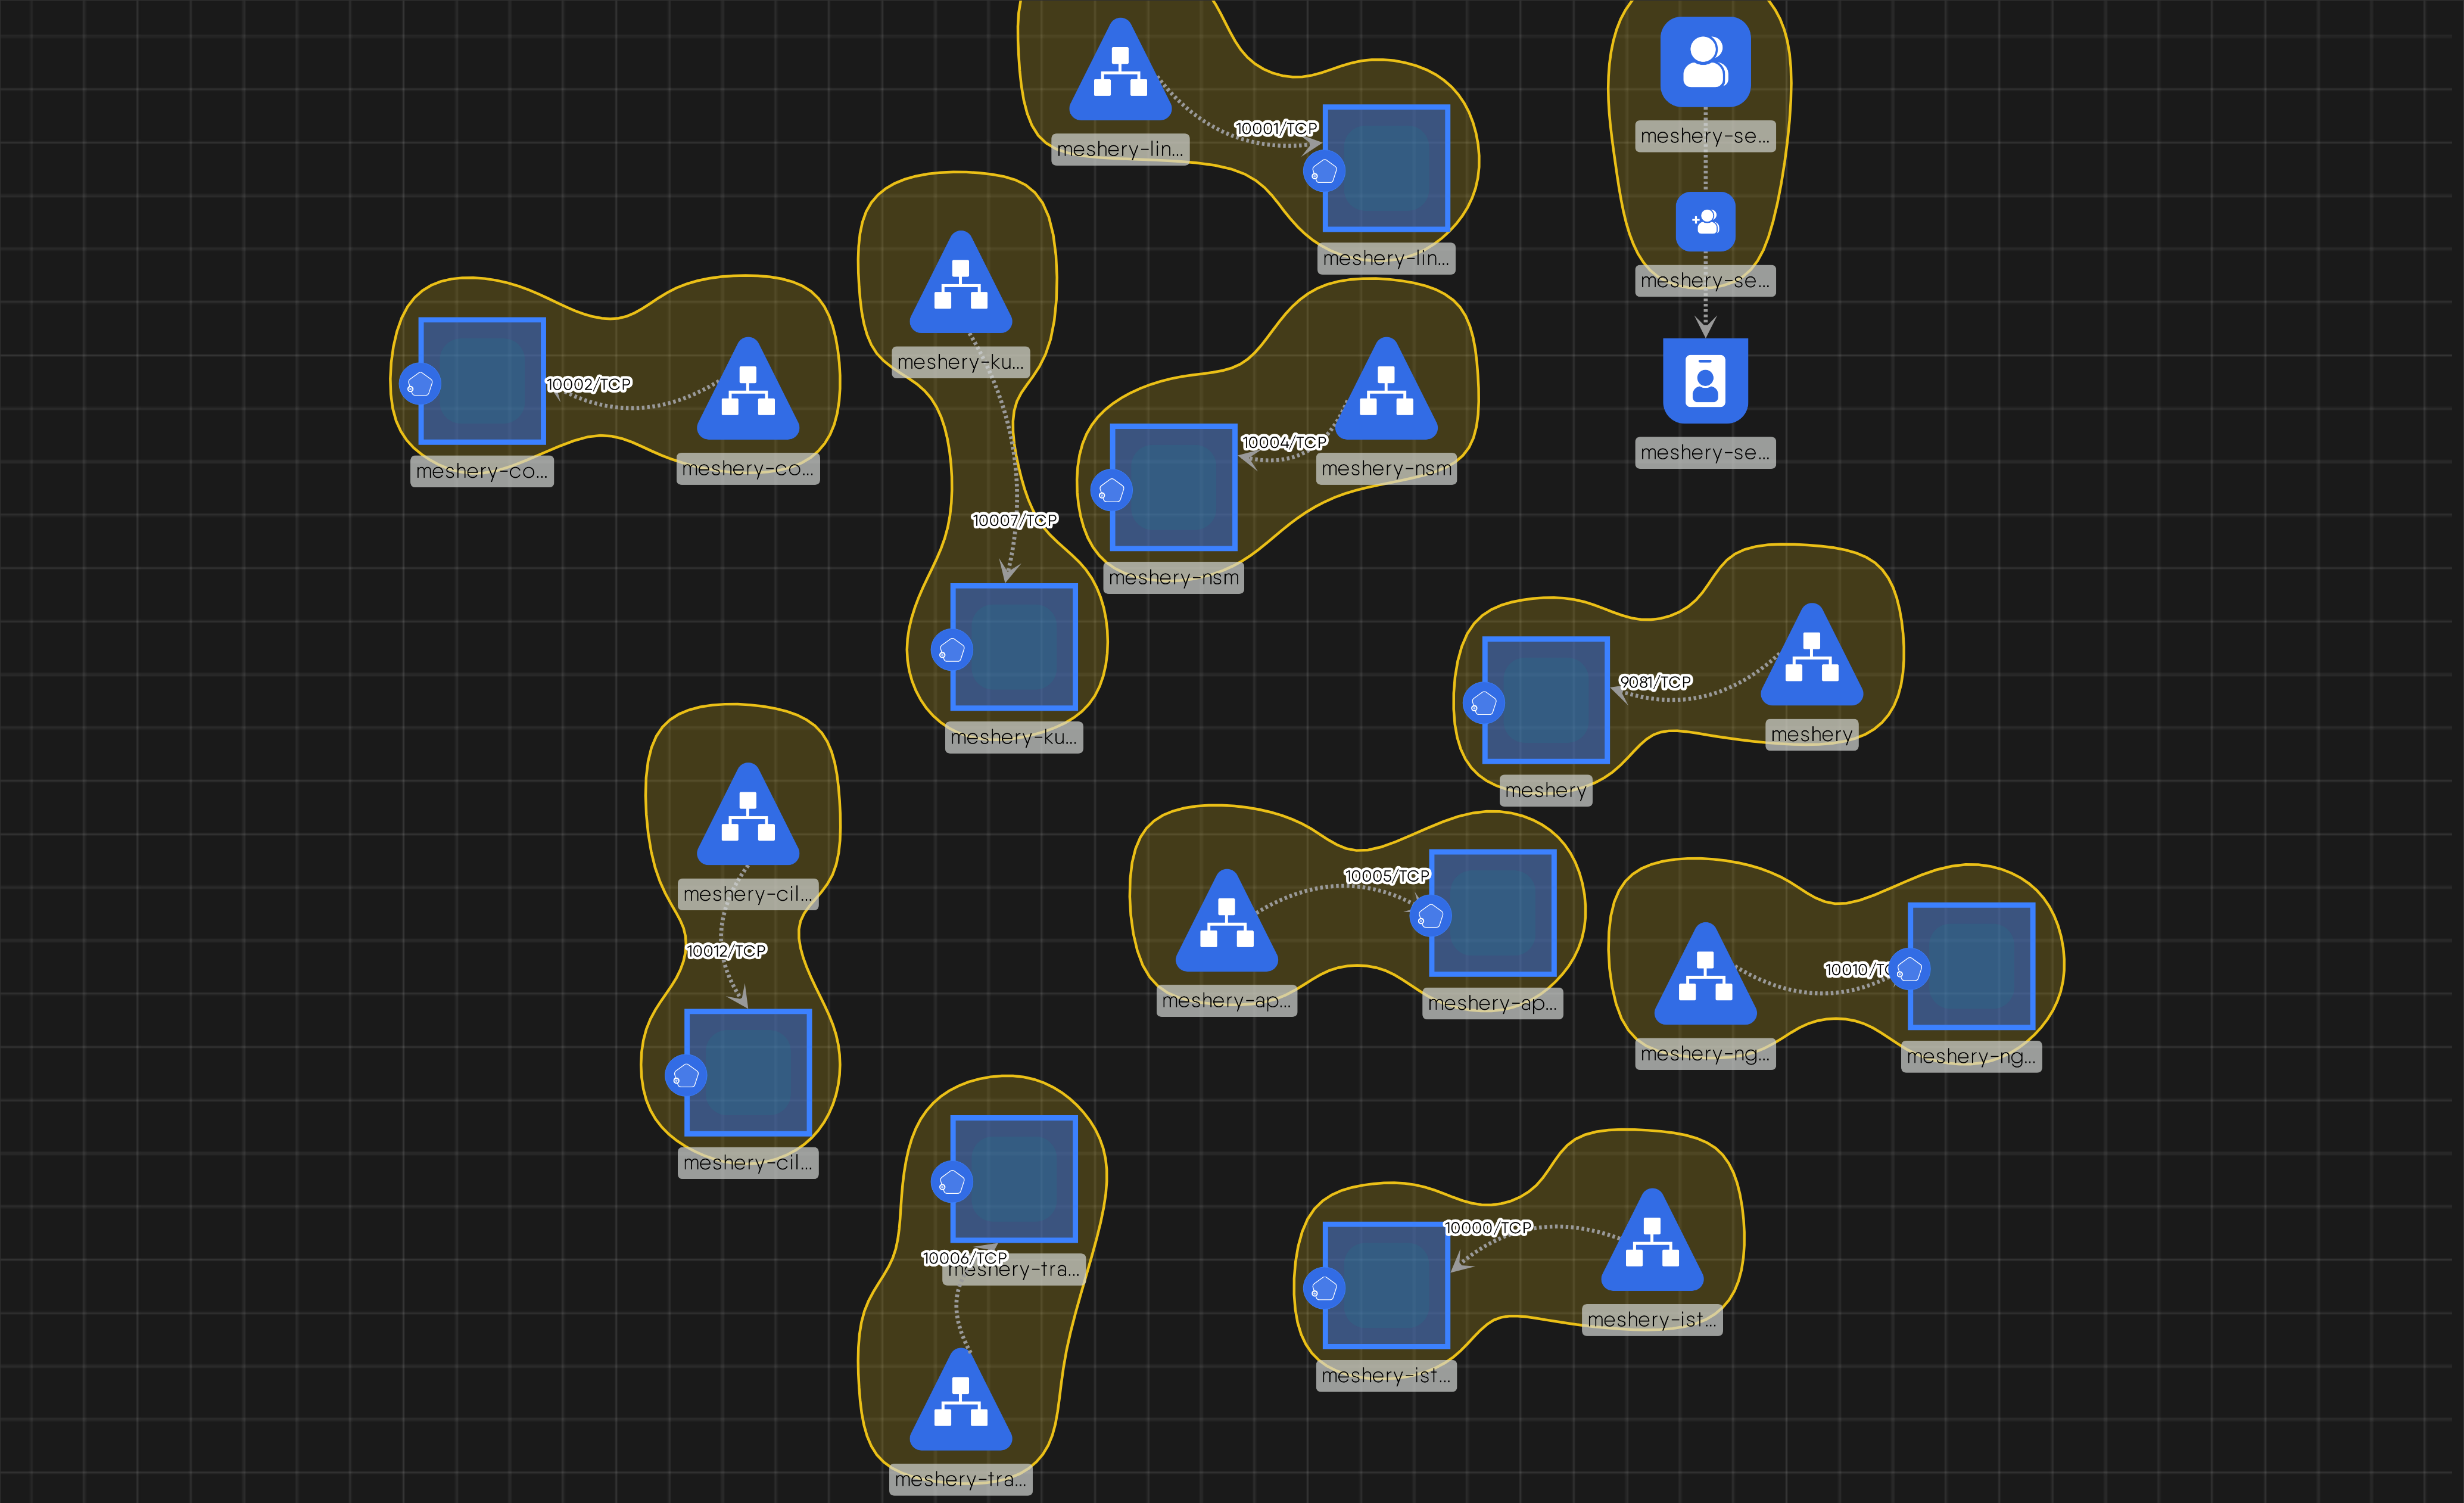 meshery-se...
10001/TCP
meshery-lin...
meshery-lin...
meshery-se...
meshery-ku...
10002/TCP
meshery-co...
meshery-co...
10004/TCP
meshery-nsm
meshery-nsm
meshery-se...
10007/TCP
9081/TCP
meshery-ku...
meshery
meshery
10005/TCP
meshery-cil...
10012/TCP
meshery-ap...
meshery-ap...
10010/TC
meshery-ng...
meshery-ng...
meshery-cil...
10000/TCP
10006/TCP
meshery-tra...
meshery-ist...
meshery-ist...
meshery-tra...